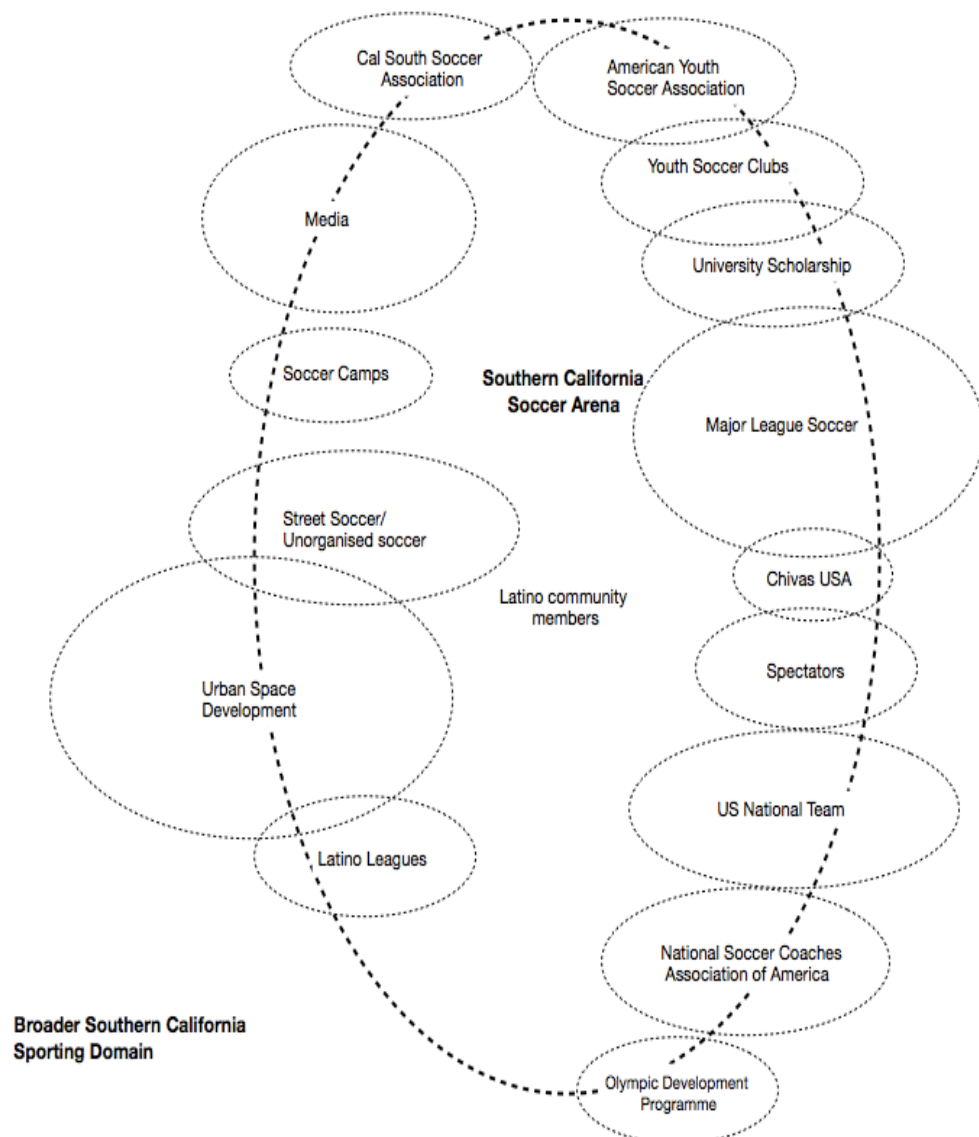 Cal South Soccer
Association
American Youth
Soccer Association
Youth Soccer Clubs
Media
University Scholarship
Soccer Camps
Southern California
Soccer Arena
Major League Soccer
Street Soccer/
Unorganised soccer
Chivas USA
Latino community
members
Spectators
Urban Space
Development
US National Team
Latino Leagues
National Soccer Coaches
Association of America
Broader Southern California
Sporting Domain
Olympic Development
Programme